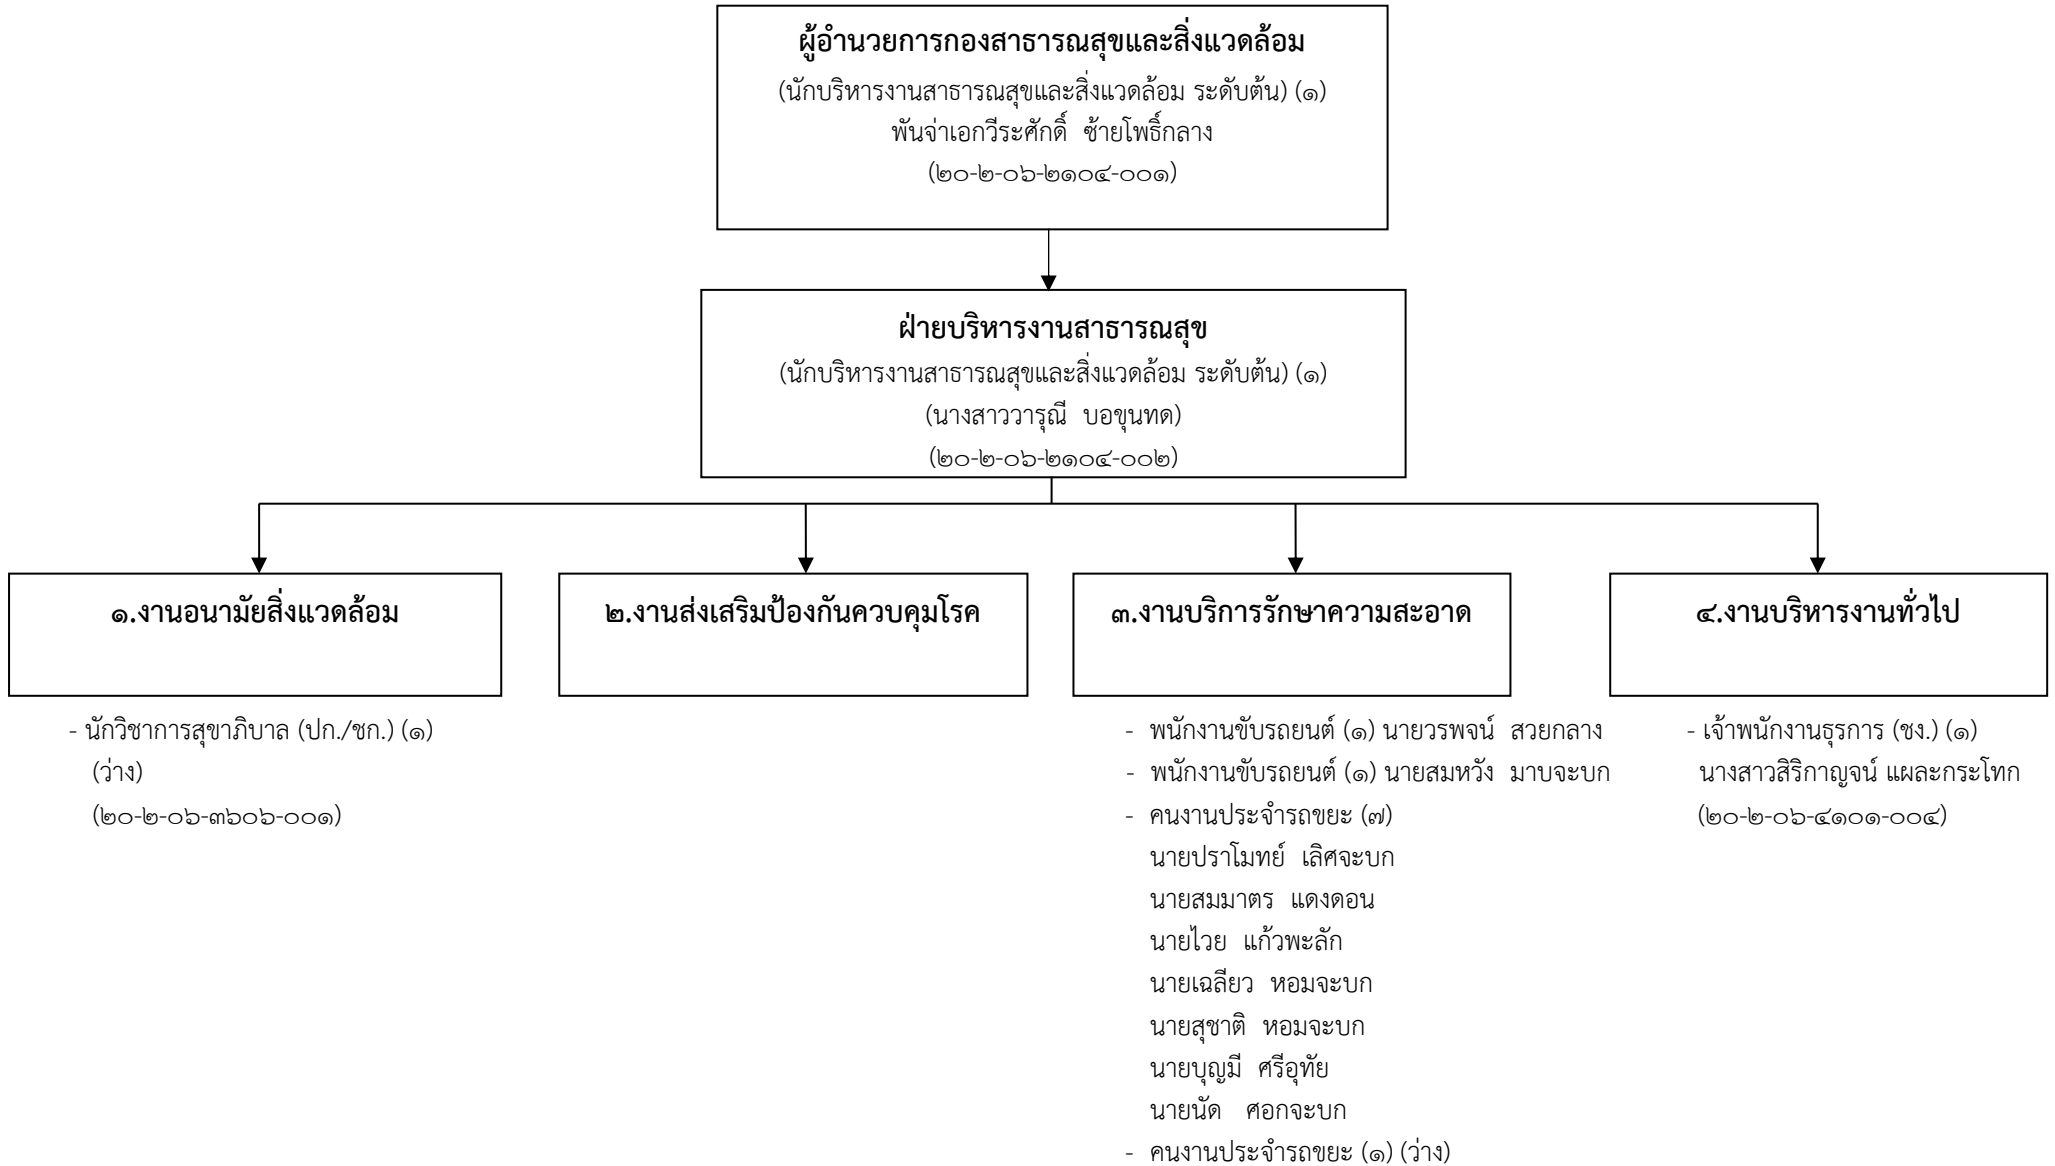 ผู้อำนวยการกองสาธารณสุขและสิ่งแวดล้อม
(นักบริหารงานสาธารณสุขและสิ่งแวดล้อม ระดับต้น) (๑)
พันจ่าเอกวีระศักดิ์ ซ้ายโพธิ์กลาง
(๒๐-๒-๐๖-๒๑๐๔-๐๐๑)
ฝ่ายบริหารงานสาธารณสุข
(นักบริหารงานสาธารณสุขและสิ่งแวดล้อม ระดับต้น) (๑)
(นางสาววารุณี บอขุนทด)
(๒๐-๒-๐๖-๒๑๐๔-๐๐๒)
๑.งานอนามัยสิ่งแวดล้อม
- นักวิชาการสุขาภิบาล (ปก./ชก.) (๑)
(ว่าง)
(๒๐-๒-๐๖-๓๖๐๖-๐๐๑)
๒.งานส่งเสริมป้องกันควบคุมโรค
๓.งานบริการรักษาความสะอาด
- พนักงานขับรถยนต์ (๑) นายวรพจน์ สวยกลาง
- พนักงานขับรถยนต์ (๑) นายสมหวัง มาบจะบก
- คนงานประจำรถขยะ (๗)
นายปราโมทย์ เลิศจะบก
นายสมมาตร แดงดอน
นายไวย แก้วพะลัก
นายเฉลียว หอมจะบก
นายสุชาติ หอมจะบก
นายบุญมี ศรีอุทัย
นายนัด ศอกจะบก
- คนงานประจำรถขยะ (๑) (ว่าง)
๔.งานบริหารงานทั่วไป
- เจ้าพนักงานธุรการ (ชง.) (๑)
นางสาวสิริกาญจน์ แผละกระโทก
(๒๐-๒-๐๖-๔๑๐๑-๐๐๔)